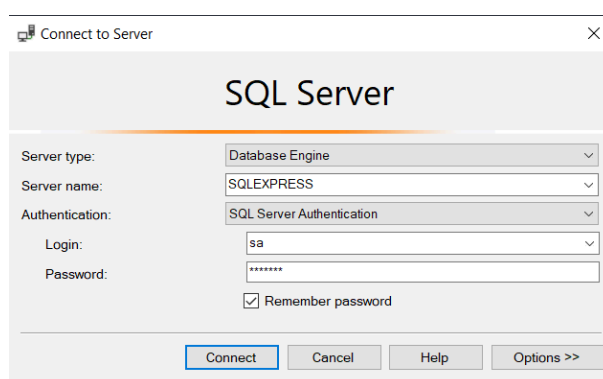 Connect to Server
SQL Server
Server type: Database Engine
Server name: SQLEXPRESS
Authentication: SQL Server Authentication
Login: sa
Password: *******
Remember password
Connect Cancel Help Options >>